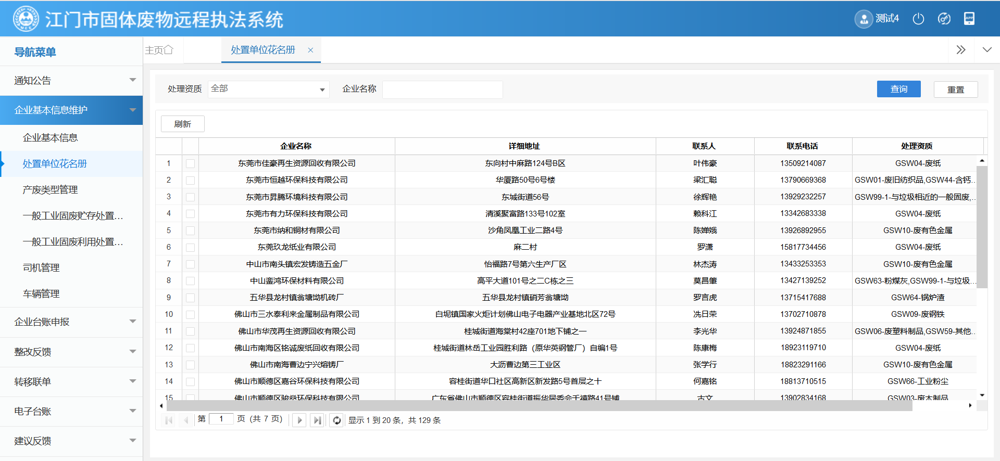 江门市固体废物远程执法系统
测试4
APP
导航菜单
主页
处置单位花名册 ×
通知公告
企业基本信息维护
企业基本信息
处置单位花名册
产废类型管理
一般工业固废贮存处置...
一般工业固废利用处置...
司机管理
车辆管理
企业台账申报
整改反馈
转移联单
电子台账
建议反馈
处理资质 全部 企业名称 查询 重置
刷新
企业名称 详细地址 联系人 联系电话 处理资质
1 东莞市佳豪再生资源回收有限公司 东向村中麻路124号B区 叶伟豪 13509214087 GSW04-废纸
2 东莞市恒越环保科技有限公司 华厦路50号6号楼 梁汇聪 13790669368 GSW01-废旧纺织品,GSW44-含钙...
3 东莞市昇腾环境科技有限公司 东城街道56号 徐辉艳 13929232257 GSW99-1-与垃圾相近的一般固废,...
4 东莞市有力环保科技有限公司 清溪聚富路133号102室 赖科江 13342683338 GSW04-废纸
5 东莞市纳和铜材有限公司 沙角凤凰工业二路4号 陈婵娥 13926892955 GSW10-废有色金属
6 东莞玖龙纸业有限公司 麻二村 罗潇 15817734456 GSW04-废纸
7 中山市南头镇宏发铸造五金厂 怡福路7号第六生产厂区 林杰涛 13433253353 GSW10-废有色金属
8 中山銮鸿环保材料有限公司 高平大道101号之二C栋之三 莫昌肇 13427139252 GSW63-粉煤灰,GSW99-1-与垃圾...
9 五华县龙村镇翁塘坳机砖厂 五华县龙村镇硝芳翁塘坳 罗言虎 13715417688 GSW64-锅炉渣
10 佛山市三水泰利来金属制品有限公司 白坭镇国家火炬计划佛山电子电器产业基地北区72号 冼日荣 13702710878 GSW09-废钢铁
11 佛山市华茂再生资源回收有限公司 桂城街道海棠村42座701地下铺之一 李光华 13924871855 GSW06-废塑料制品,GSW59-其他...
12 佛山市南海区铭诚废纸回收有限公司 桂城街道林岳工业园胜利路（原华英钢管厂）自编1号 陈康梅 18923119710 GSW04-废纸
13 佛山市南海曹边宁兴熔铸厂 大沥曹边第三工业区 张学行 18823291166 GSW10-废有色金属
14 佛山市顺德区嘉谷环保科技有限公司 容桂街道华口社区高新区新发路5号首层之十 何嘉铭 18813710515 GSW66-工业粉尘
15 佛山市顺德区骏燊环保科技有限公司 广东省佛山市顺德区容桂街道振华居委会千禧路41号铺 古文 13902834168 GSW03-废木制品
第 1 页 (共 7 页) 显示 1 到 20 条，共 129 条